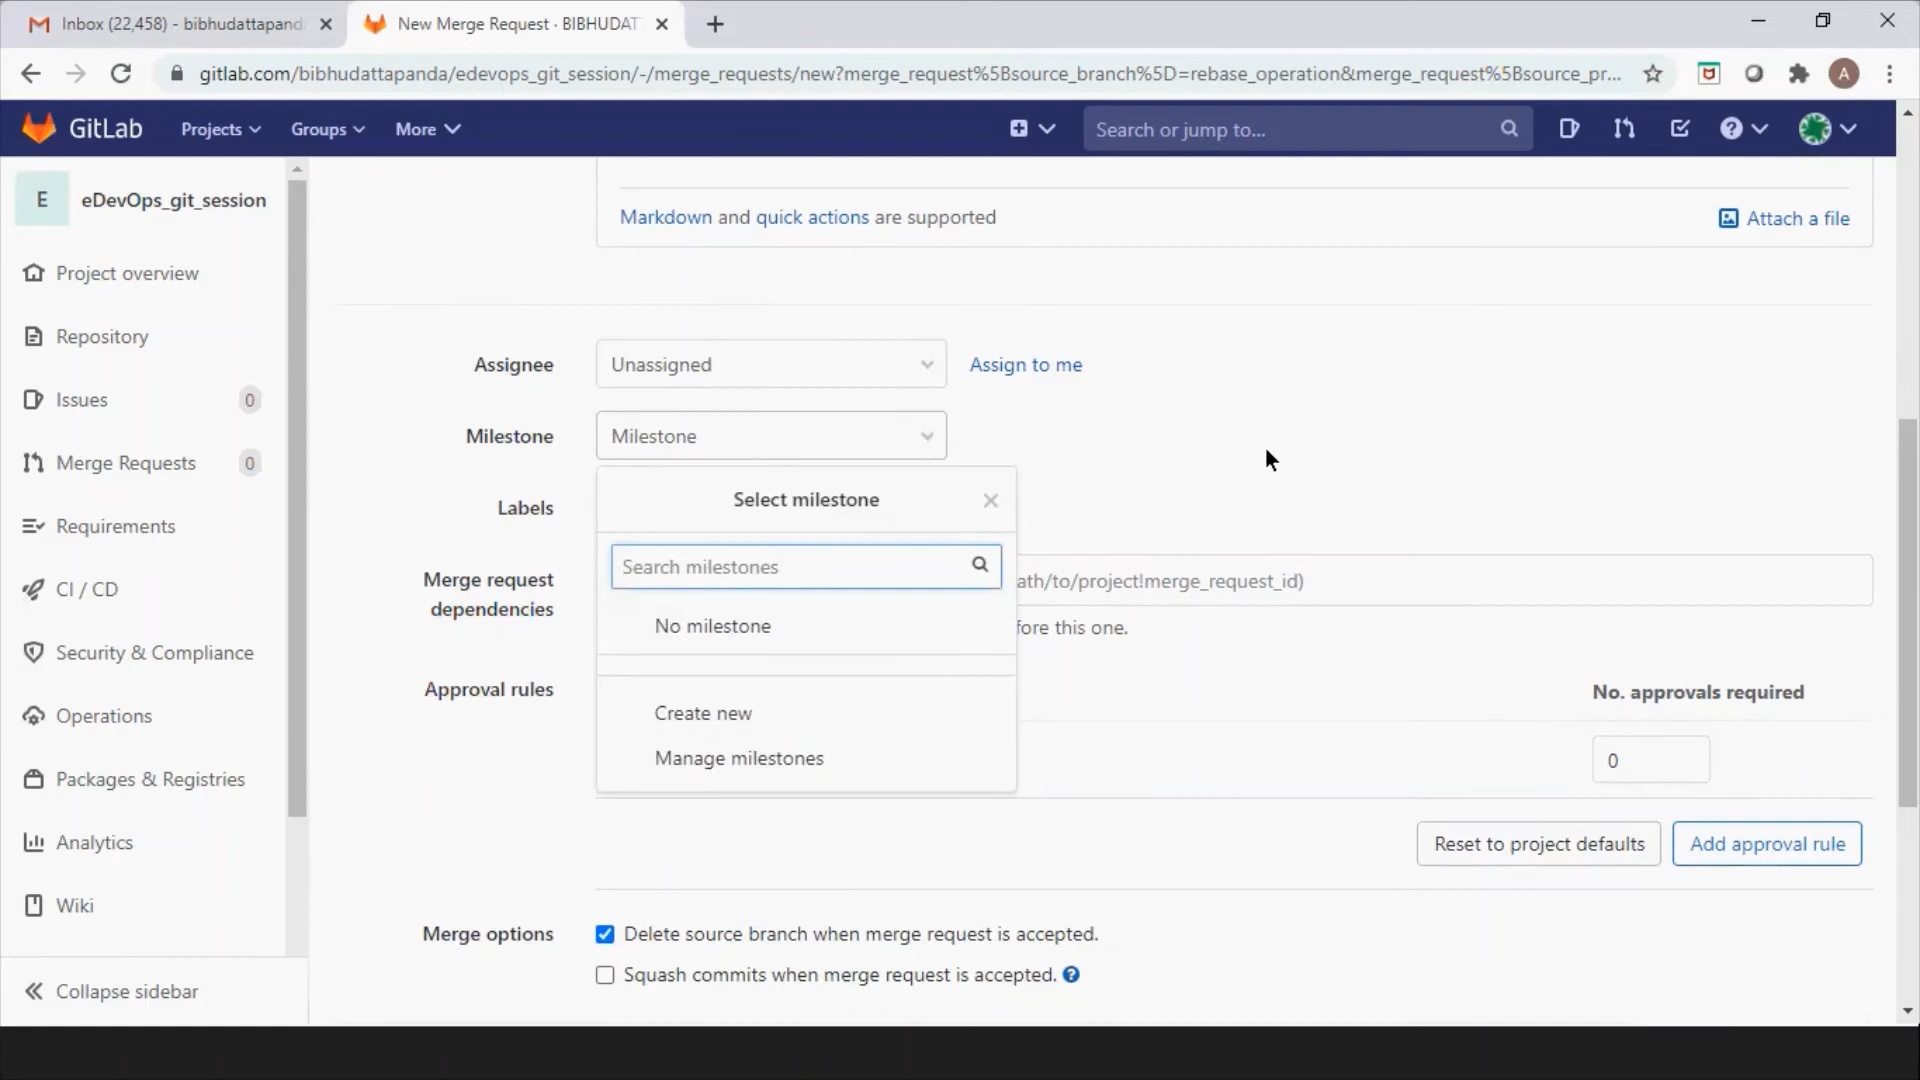 Inbox (22,458) - bibhudattapand
New Merge Request · BIBHUDAT
gitlab.com/bibhudattapanda/edevops_git_session/-/merge_requests/new?merge_request%5Bsource_branch%5D=rebase_operation&merge_request%5Bsource_pr...
A
GitLab
Projects
Groups
More
Search or jump to...
E
eDevOps_git_session
Project overview
Repository
Issues 0
Merge Requests 0
Requirements
CI / CD
Security & Compliance
Operations
Packages & Registries
Analytics
Wiki
Collapse sidebar
Markdown and quick actions are supported
Attach a file
Assignee
Unassigned
Assign to me
Milestone
Milestone
Select milestone
Search milestones
No milestone
Create new
Manage milestones
Labels
Merge request
dependencies
ath/to/project!merge_request_id)
fore this one.
Approval rules
No. approvals required
0
Reset to project defaults
Add approval rule
Merge options
Delete source branch when merge request is accepted.
Squash commits when merge request is accepted.